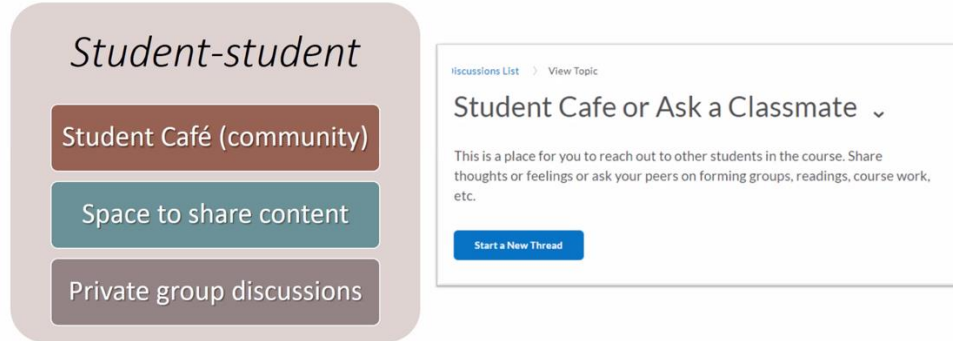 Student-student
Student Café (community)
Space to share content
Private group discussions
iscussions List 〉 View Topic
Student Cafe or Ask a Classmate
This is a place for you to reach out to other students in the course. Share
thoughts or feelings or ask your peers on forming groups, readings, course work,
etc.
Start a New Thread